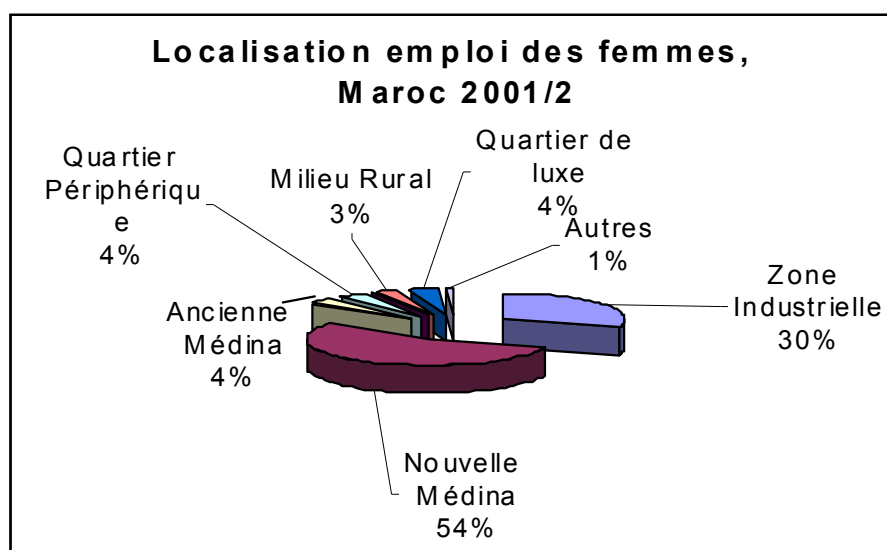 Localisation emploi des femmes,
Maroc 2001/2
Quartier
Périphériqu
e
4%
Milieu Rural
3%
Quartier de
luxe
4%
Autres
1%
Zone
Industrielle
30%
Ancienne
Médina
4%
Nouvelle
Médina
54%